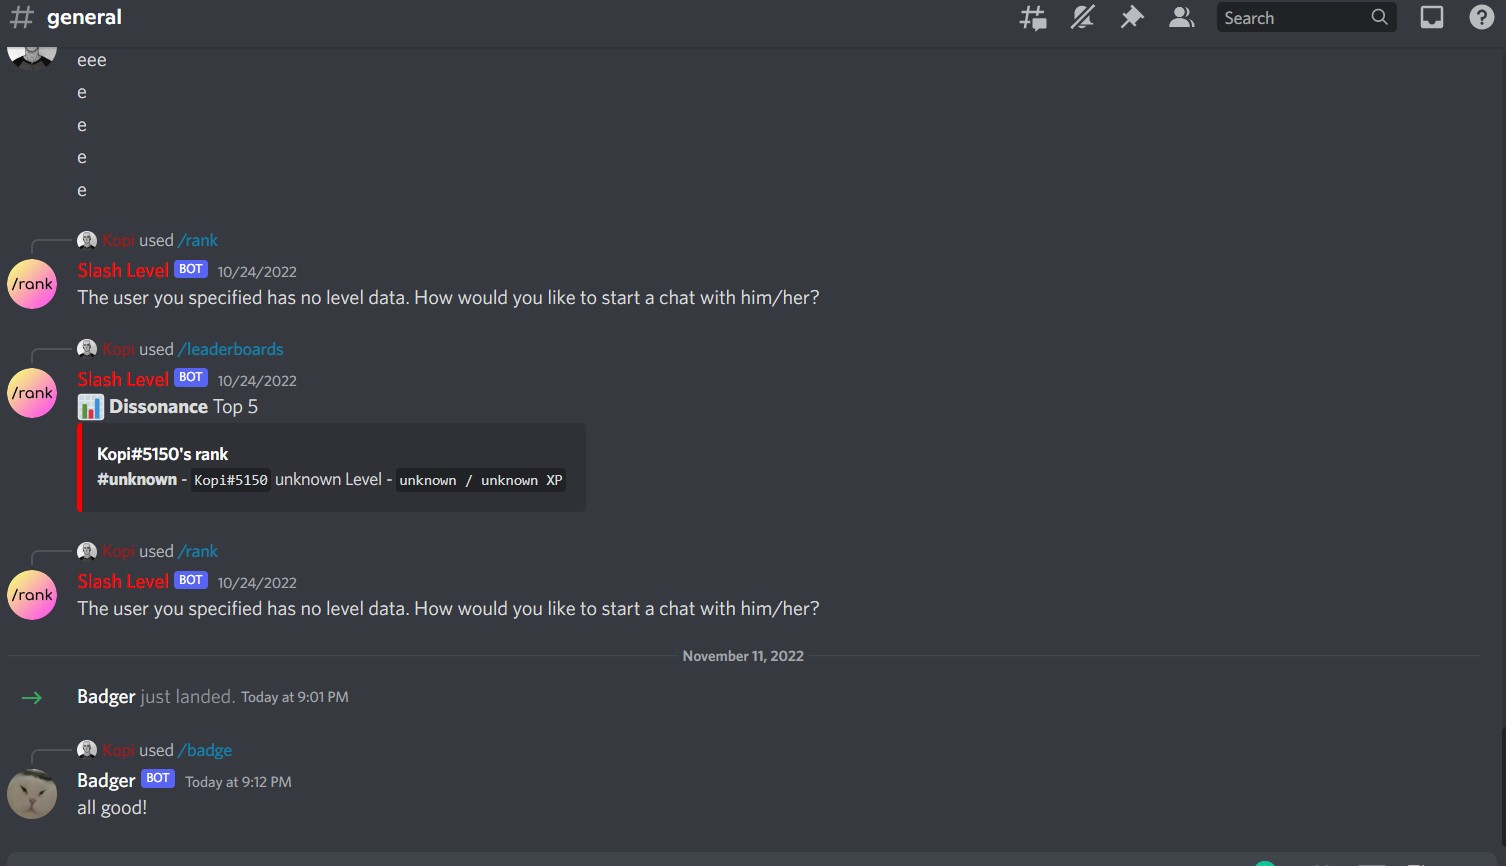 general
Search
eee
e
e
e
e
Kopi used /rank
/rank
Slash Level BOT 10/24/2022
The user you specified has no level data. How would you like to start a chat with him/her?
Kopi used /leaderboards
/rank
Slash Level BOT 10/24/2022
Dissonance Top 5
Kopi#5150's rank
#unknown - Kopi#5150 unknown Level - unknown / unknown XP
Kopi used /rank
/rank
Slash Level BOT 10/24/2022
The user you specified has no level data. How would you like to start a chat with him/her?
November 11, 2022
Badger just landed. Today at 9:01 PM
Kopi used /badge
Badger BOT Today at 9:12 PM
all good!